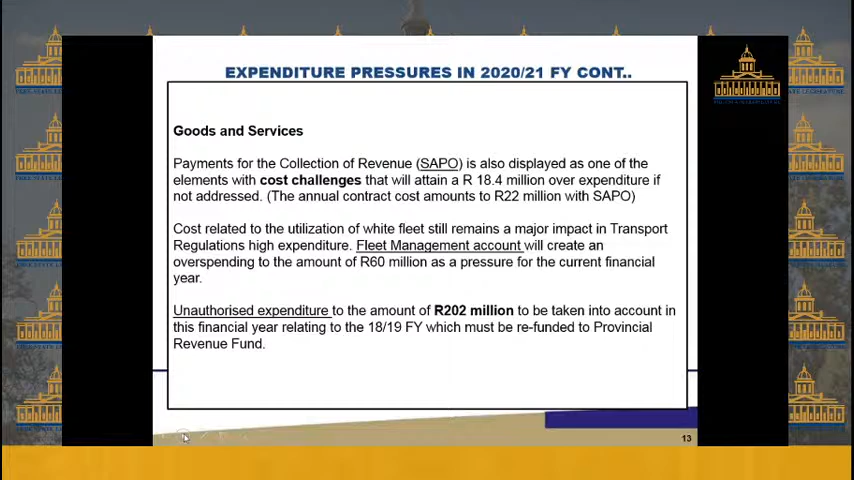 EXPENDITURE PRESSURES IN 2020/21 FY CONT..
Goods and Services
Payments for the Collection of Revenue (SAPO) is also displayed as one of the
elements with cost challenges that will attain a R 18.4 million over expenditure if
not addressed. (The annual contract cost amounts to R22 million with SAPO)
Cost related to the utilization of white fleet still remains a major impact in Transport
Regulations high expenditure. Fleet Management account will create an
overspending to the amount of R60 million as a pressure for the current financial
year.
Unauthorised expenditure to the amount of R202 million to be taken into account in
this financial year relating to the 18/19 FY which must be re-funded to Provincial
Revenue Fund.
13